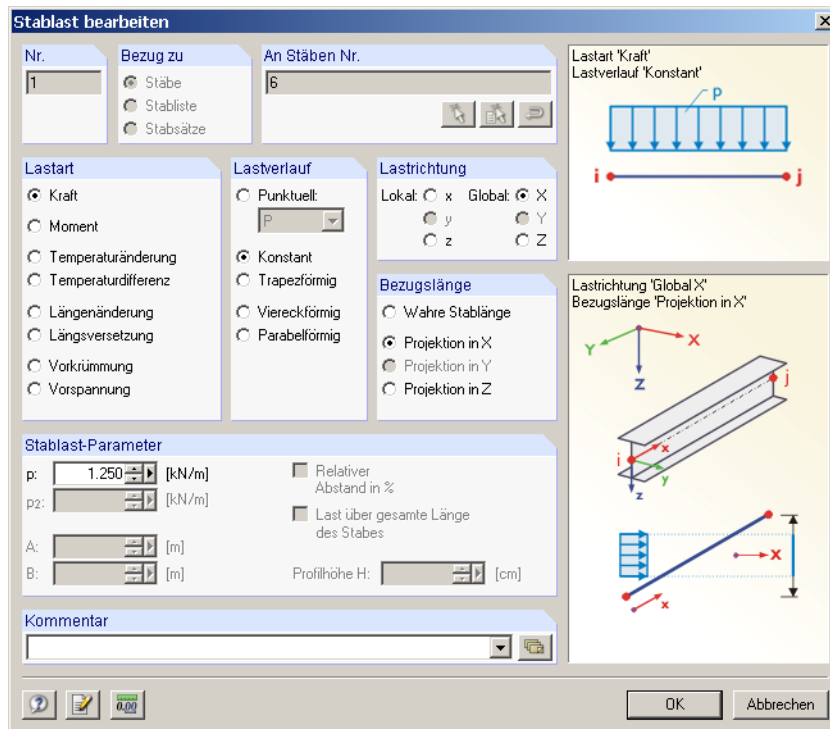 Stablast bearbeiten
Nr.
1
Bezug zu
Stäbe
Stabliste
Stabsätze
An Stäben Nr.
6
Lastart
Kraft
Moment
Temperaturänderung
Temperaturdifferenz
Längenänderung
Längsversetzung
Vorkrümmung
Vorspannung
Lastverlauf
Punktuell:
P
Konstant
Trapezförmig
Viereckförmig
Parabelförmig
Lastrichtung
Lokal: x Global: X
y Y
z Z
Bezugslänge
Wahre Stablänge
Projektion in X
Projektion in Y
Projektion in Z
Stablast-Parameter
p: 1.250 [kN/m]
p2: [kN/m]
A: [m]
B: [m]
Relativer
Abstand in %
Last über gesamte Länge
des Stabes
Profilhöhe H: [cm]
Kommentar
0.00
OK
Abbrechen
Lastart 'Kraft'
Lastverlauf 'Konstant'
p
i j
Lastrichtung 'Global X'
Bezugslänge 'Projektion in X'
Y X
Z
j
i x
y
z
X
x